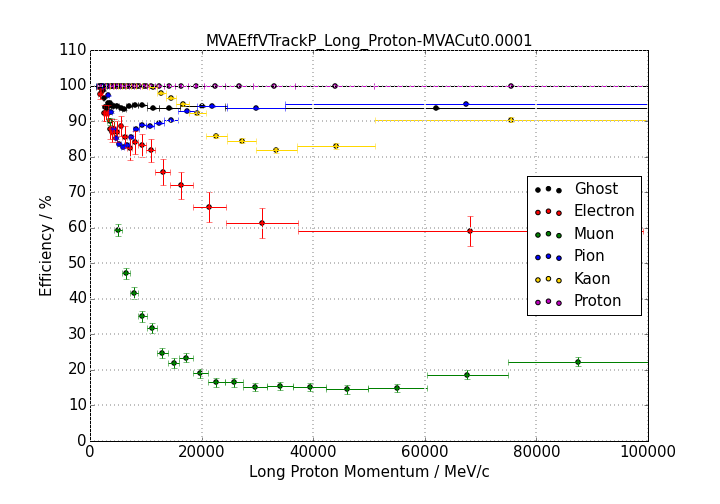 MVAEffVTrackP_Long_Proton-MVACut0.0001
110
100
90
80
70
60
50
40
30
20
10
0
Efficiency / %
Ghost
Electron
Muon
Pion
Kaon
Proton
0 20000 40000 60000 80000 100000
Long Proton Momentum / MeV/c